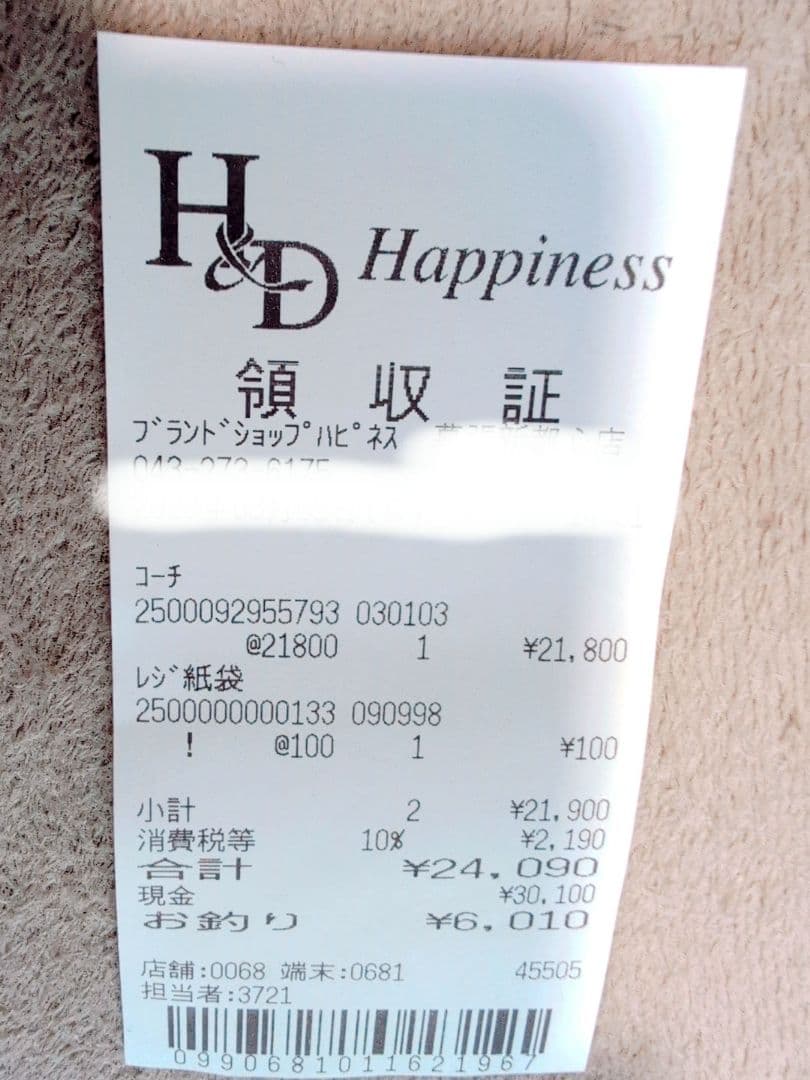 H&D Happiness
領収証
ﾌﾞﾗﾝﾄﾞｼｮｯﾌﾟﾊﾋﾟﾈｽ
043-273-6175
ｺｰﾁ
2500092955793 030103
@21800 1 ¥21,800
ﾚｼﾞ紙袋
2500000000133 090998
! @100 1 ¥100
小計 2 ¥21,900
消費税等 10% ¥2,190
合計 ¥24,090
現金 ¥30,100
お釣り ¥6,010
店舗:0068 端末:0681 45505
担当者:3721
0990681011621967